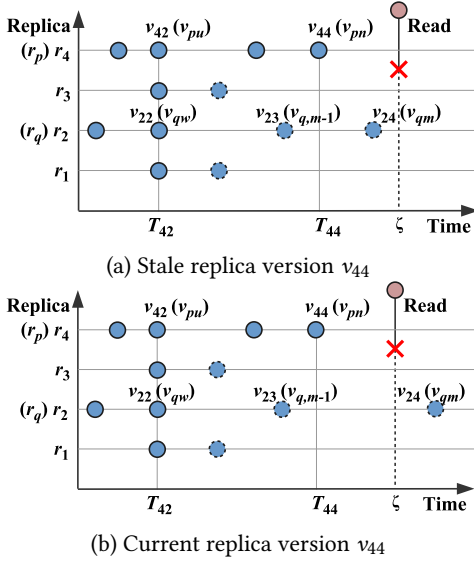 Replica
v42 (vpu)
v44 (vpn)
Read
(rp) r4
r3
v22 (vqw)
v23 (vq,m-1)
v24 (vqm)
(rq) r2
r1
T42
T44
ζ
Time
(a) Stale replica version v44
Replica
v42 (vpu)
v44 (vpn)
Read
(rp) r4
r3
v22 (vqw)
v23 (vq,m-1)
v24 (vqm)
(rq) r2
r1
T42
T44
ζ
Time
(b) Current replica version v44